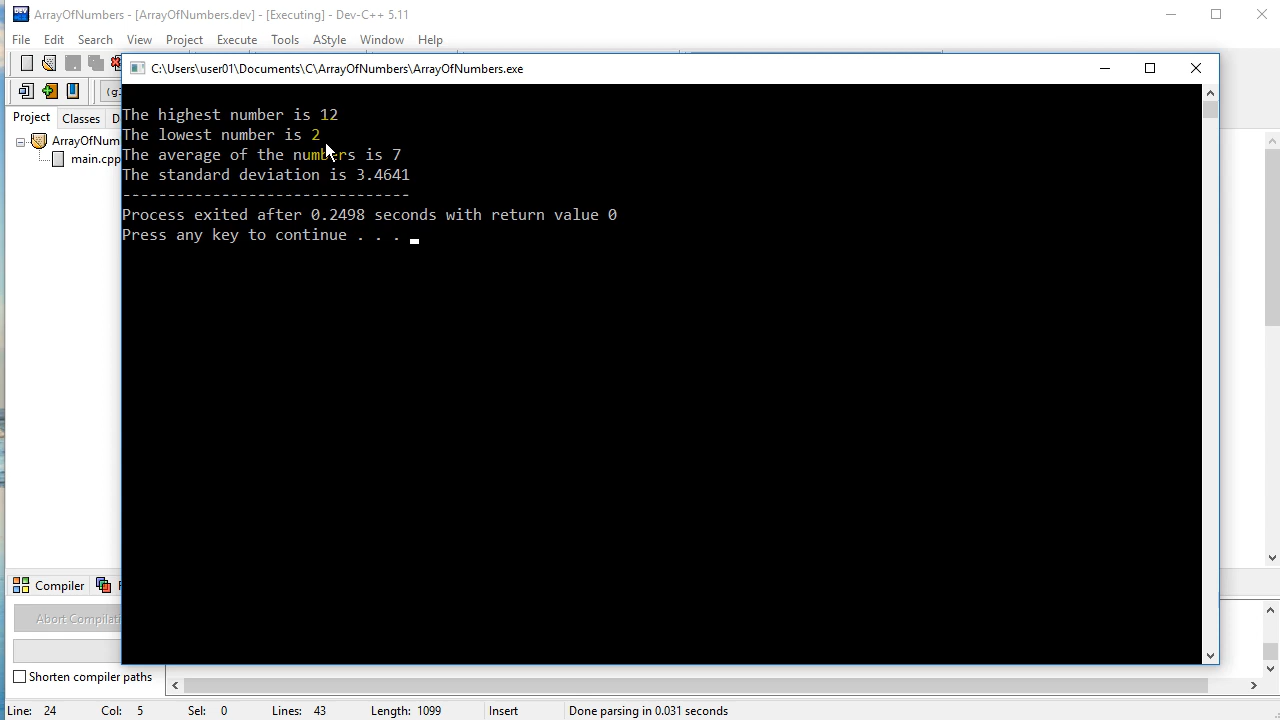 ArrayOfNumbers - [ArrayOfNumbers.dev] - [Executing] - Dev-C++ 5.11
File Edit Search View Project Execute Tools AStyle Window Help
C:\Users\user01\Documents\C\ArrayOfNumbers\ArrayOfNumbers.exe
Project Classes D
ArrayOfNum
main.cpp
The highest number is 12
The lowest number is 2
The average of the numbers is 7
The standard deviation is 3.4641
--------------------------------
Process exited after 0.2498 seconds with return value 0
Press any key to continue . . .
Compiler
Abort Compilati
Shorten compiler paths
Line: 24 Col: 5 Sel: 0 Lines: 43 Length: 1099 Insert Done parsing in 0.031 seconds